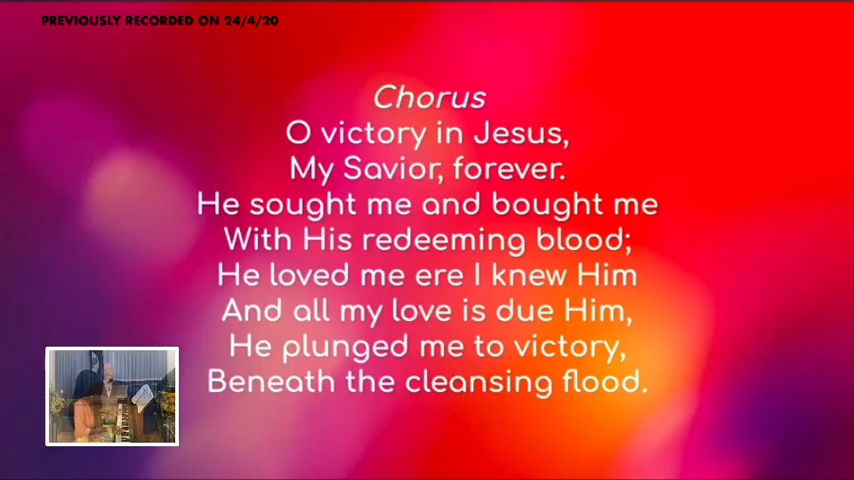 PREVIOUSLY RECORDED ON 24/4/20
Chorus
O victory in Jesus,
My Savior, forever.
He sought me and bought me
With His redeeming blood;
He loved me ere I knew Him
And all my love is due Him,
He plunged me to victory,
Beneath the cleansing flood.